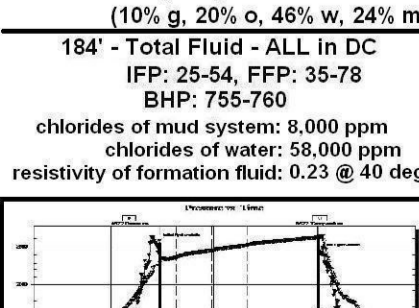 (10% g, 20% o, 46% w, 24% m
184' - Total Fluid - ALL in DC
IFP: 25-54, FFP: 35-78
BHP: 755-760
chlorides of mud system: 8,000 ppm
chlorides of water: 58,000 ppm
resistivity of formation fluid: 0.23 @ 40 deg
Pressure vs. Time